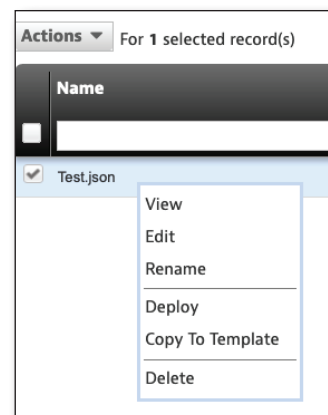 Actions For 1 selected record(s)
Name
Test.json
View
Edit
Rename
Deploy
Copy To Template
Delete